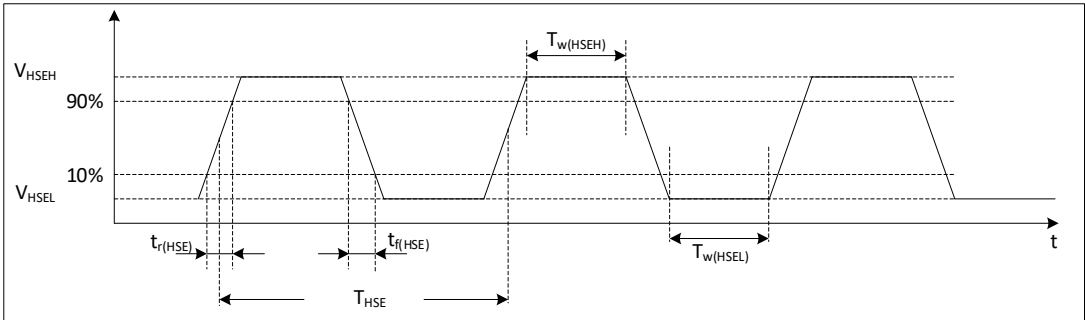 T_w(HSEH)
V_HSEH
90%
10%
V_HSEL
t_r(HSE)
t_f(HSE)
T_w(HSEL)
t
T_HSE